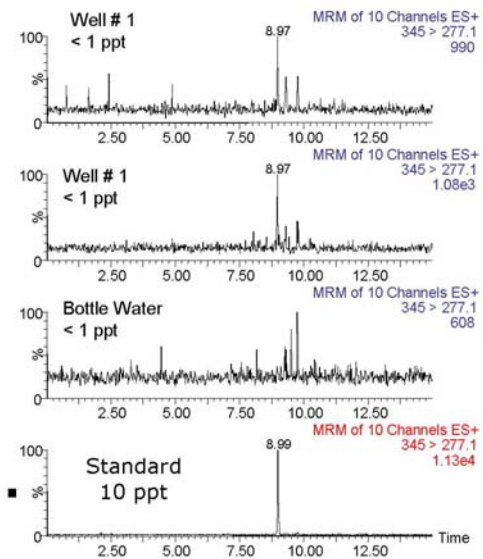 Well # 1
< 1 ppt
8.97
MRM of 10 Channels ES+
345 > 277.1
990
100
%
0
2.50 5.00 7.50 10.00 12.50
Well # 1
< 1 ppt
8.97
MRM of 10 Channels ES+
345 > 277.1
1.08e3
100
%
0
2.50 5.00 7.50 10.00 12.50
Bottle Water
< 1 ppt
MRM of 10 Channels ES+
345 > 277.1
608
100
%
0
2.50 5.00 7.50 10.00 12.50
Standard
10 ppt
8.99
MRM of 10 Channels ES+
345 > 277.1
1.13e4
100
%
0
2.50 5.00 7.50 10.00 12.50
Time